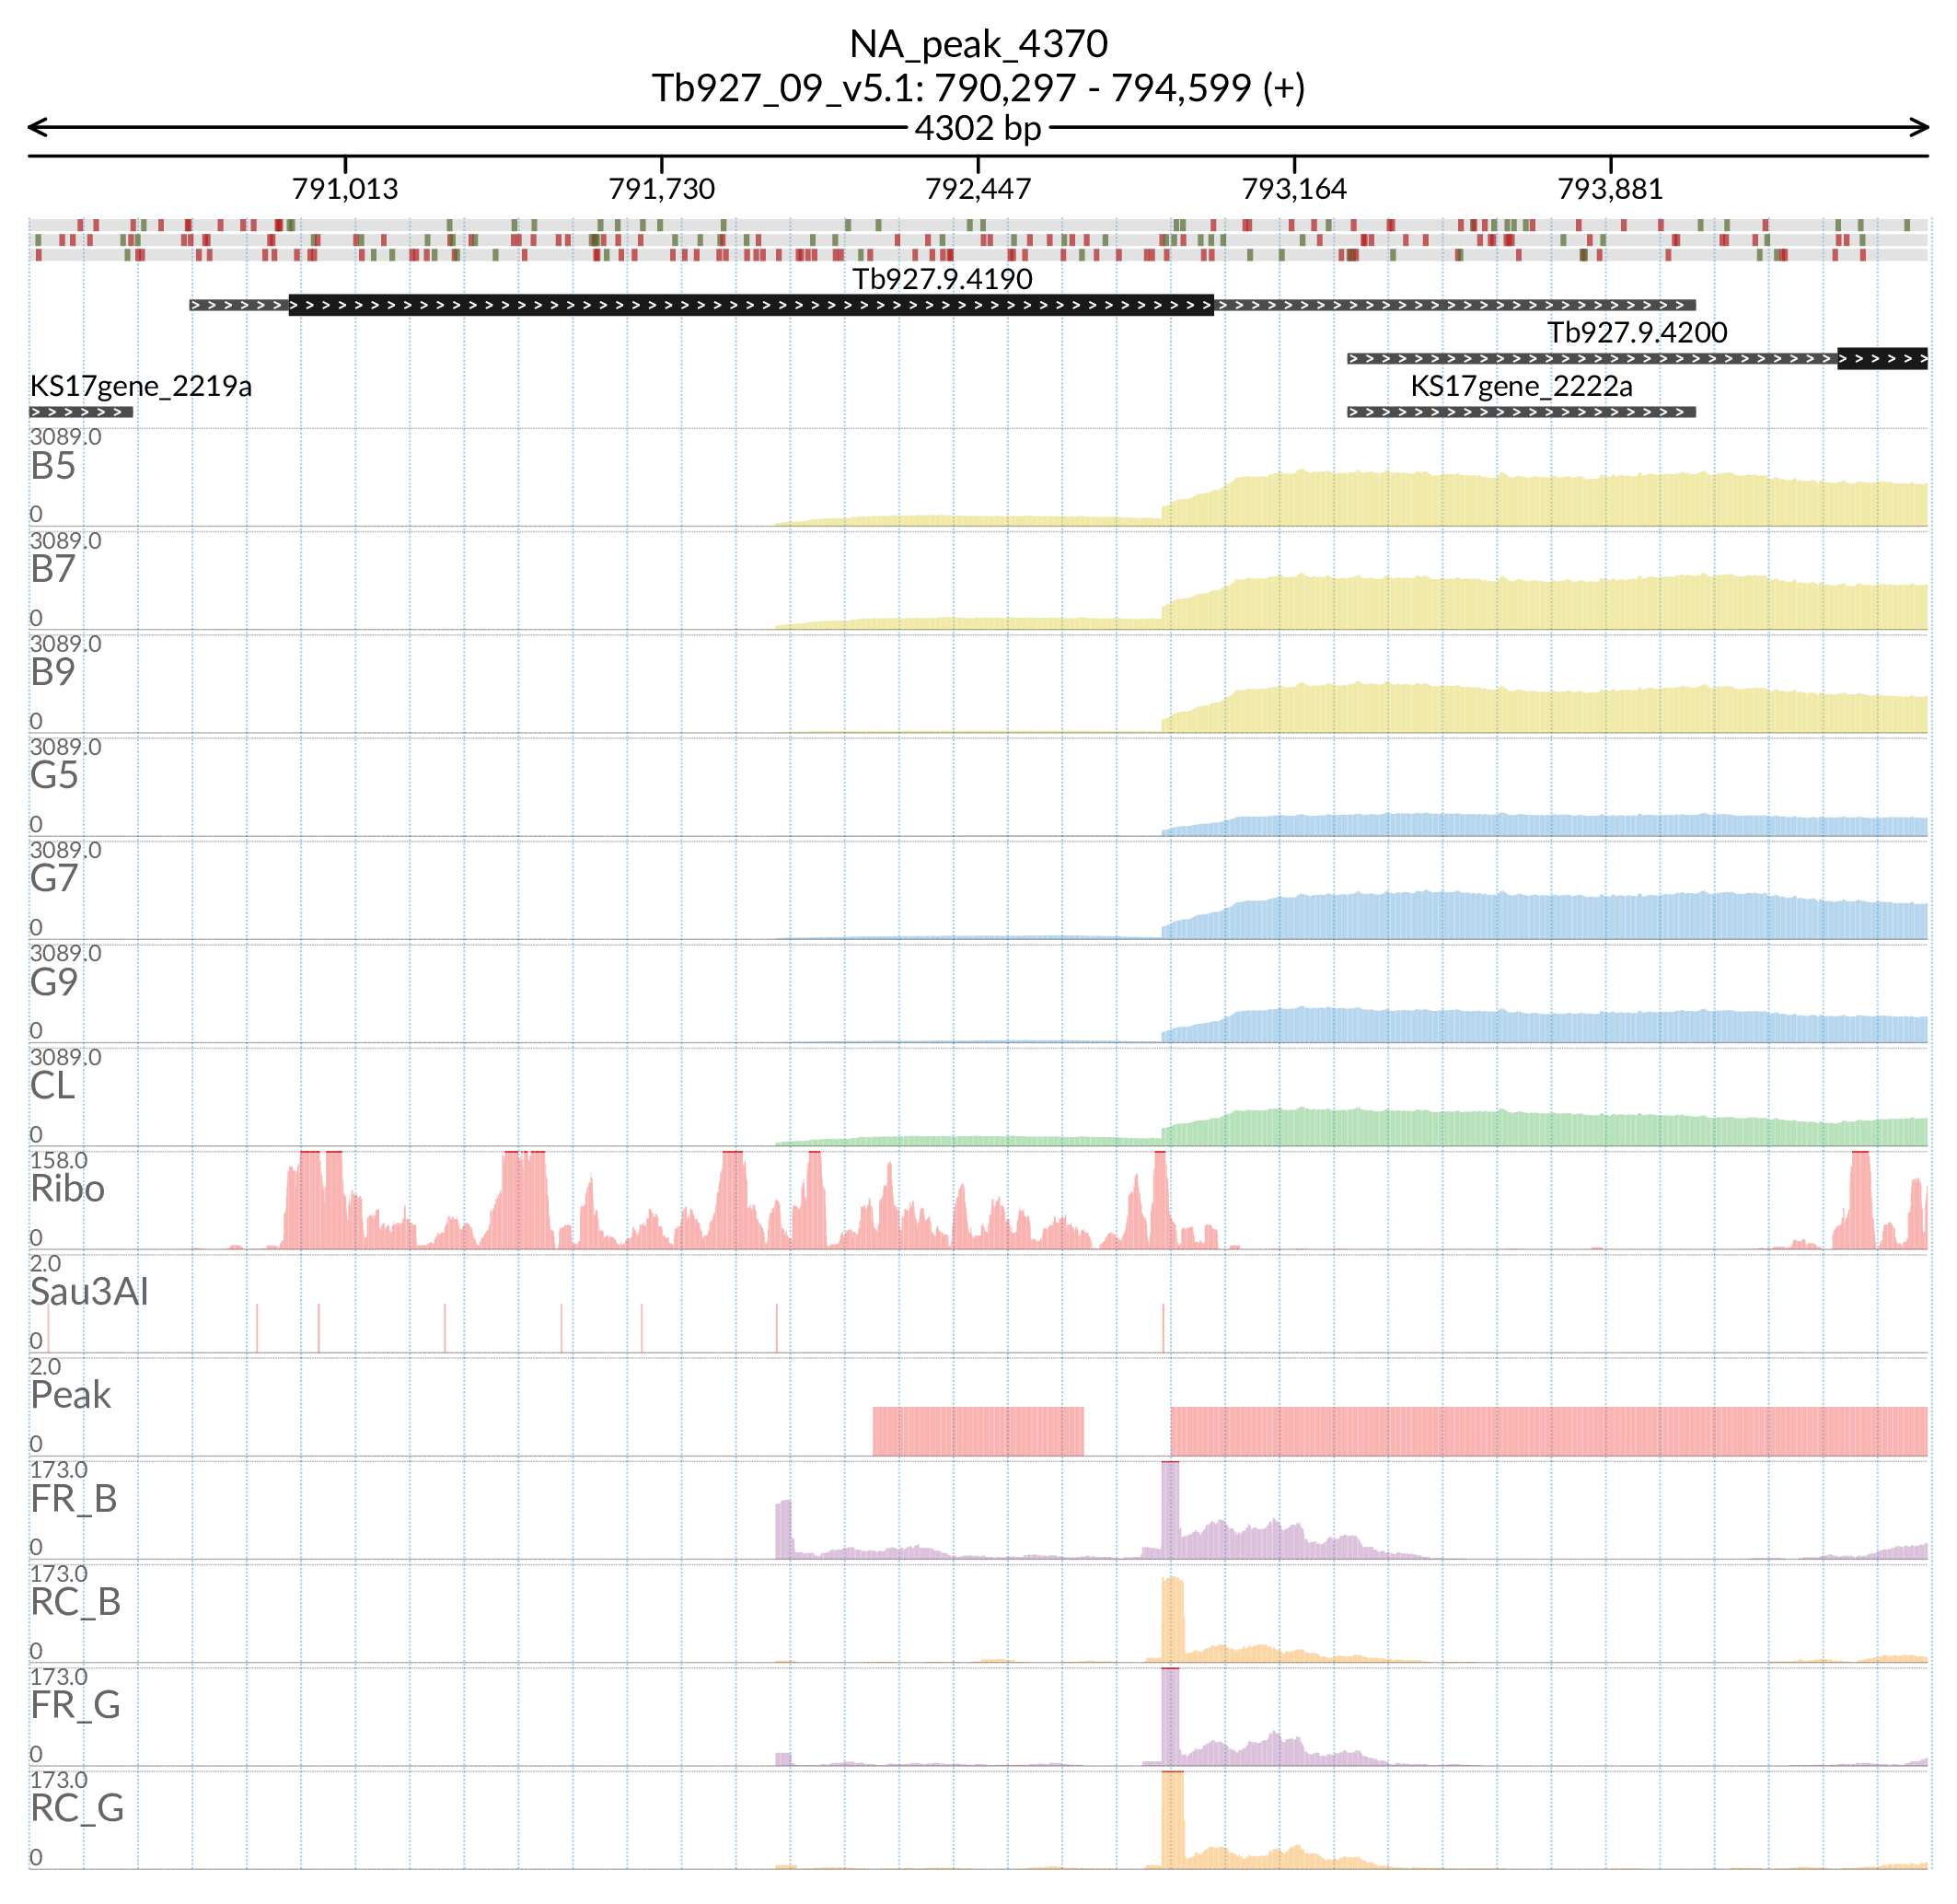 NA_peak_4370
Tb927_09_v5.1: 790,297 - 794,599 (+)
4302 bp
791,013 791,730 792,447 793,164 793,881
Tb927.9.4190
Tb927.9.4200
KS17gene_2219a KS17gene_2222a
3089.0
B5
0
3089.0
B7
0
3089.0
B9
0
3089.0
G5
0
3089.0
G7
0
3089.0
G9
0
3089.0
CL
0
158.0
Ribo
0
2.0
Sau3AI
0
2.0
Peak
0
173.0
FR_B
0
173.0
RC_B
0
173.0
FR_G
0
173.0
RC_G
0